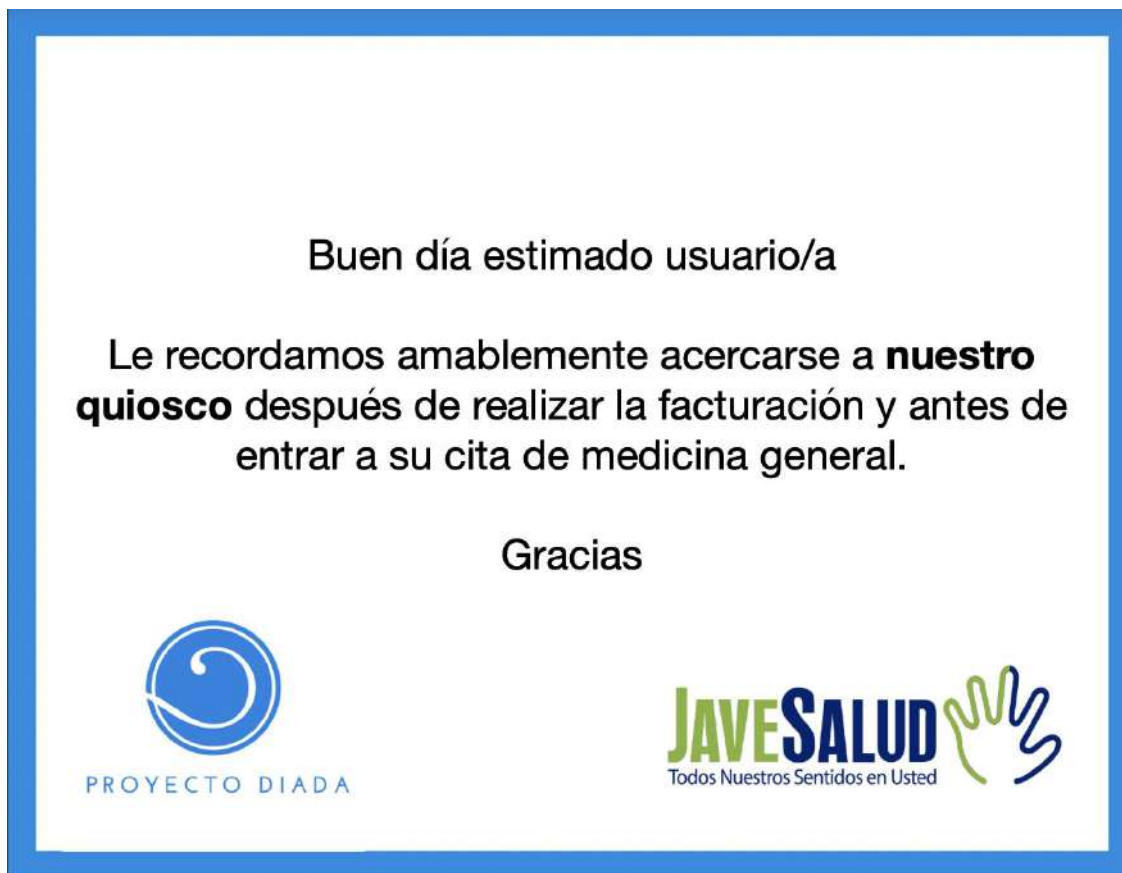 Buen día estimado usuario/a
Le recordamos amablemente acercarse a nuestro
quiosco después de realizar la facturación y antes de
entrar a su cita de medicina general.
Gracias
PROYECTO DIADA
JAVESALUD
Todos Nuestros Sentidos en Usted